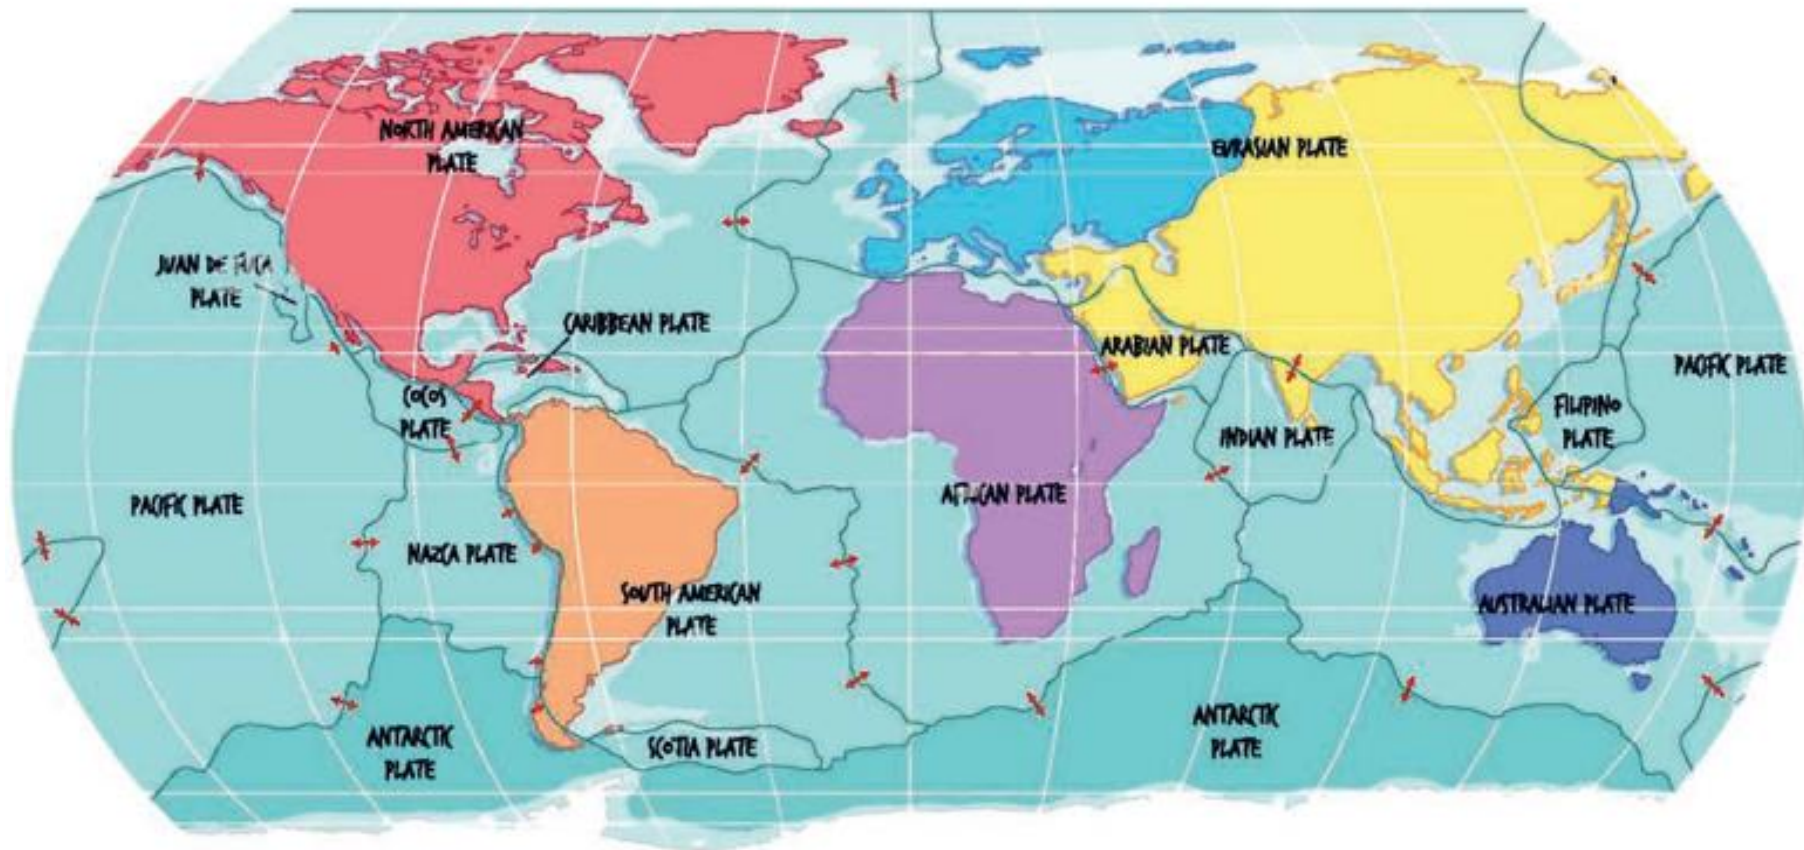 NORTH AMERICAN
PLATE
EURASIAN PLATE
JUAN DE FUCA
PLATE
CARIBBEAN PLATE
ARABIAN PLATE
PACIFIC PLATE
COCOS
PLATE
FILIPINO
PLATE
INDIAN PLATE
PACIFIC PLATE
AFRICAN PLATE
NAZCA PLATE
SOUTH AMERICAN
PLATE
AUSTRALIAN PLATE
ANTARCTIC
PLATE
SCOTIA PLATE
ANTARCTIC
PLATE